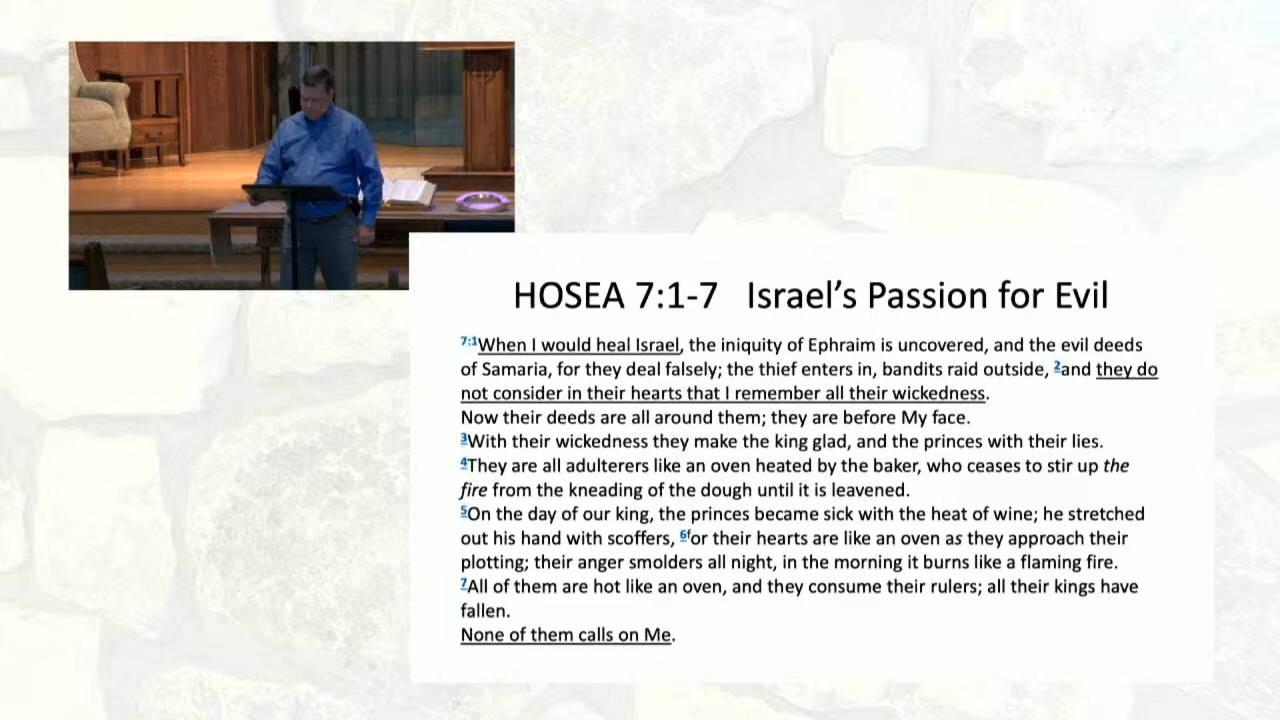 HOSEA 7:1-7 Israel’s Passion for Evil
7:1When I would heal Israel, the iniquity of Ephraim is uncovered, and the evil deeds
of Samaria, for they deal falsely; the thief enters in, bandits raid outside, 2and they do
not consider in their hearts that I remember all their wickedness.
Now their deeds are all around them; they are before My face.
3With their wickedness they make the king glad, and the princes with their lies.
4They are all adulterers like an oven heated by the baker, who ceases to stir up the
fire from the kneading of the dough until it is leavened.
5On the day of our king, the princes became sick with the heat of wine; he stretched
out his hand with scoffers, 6for their hearts are like an oven as they approach their
plotting; their anger smolders all night, in the morning it burns like a flaming fire.
7All of them are hot like an oven, and they consume their rulers; all their kings have
fallen.
None of them calls on Me.